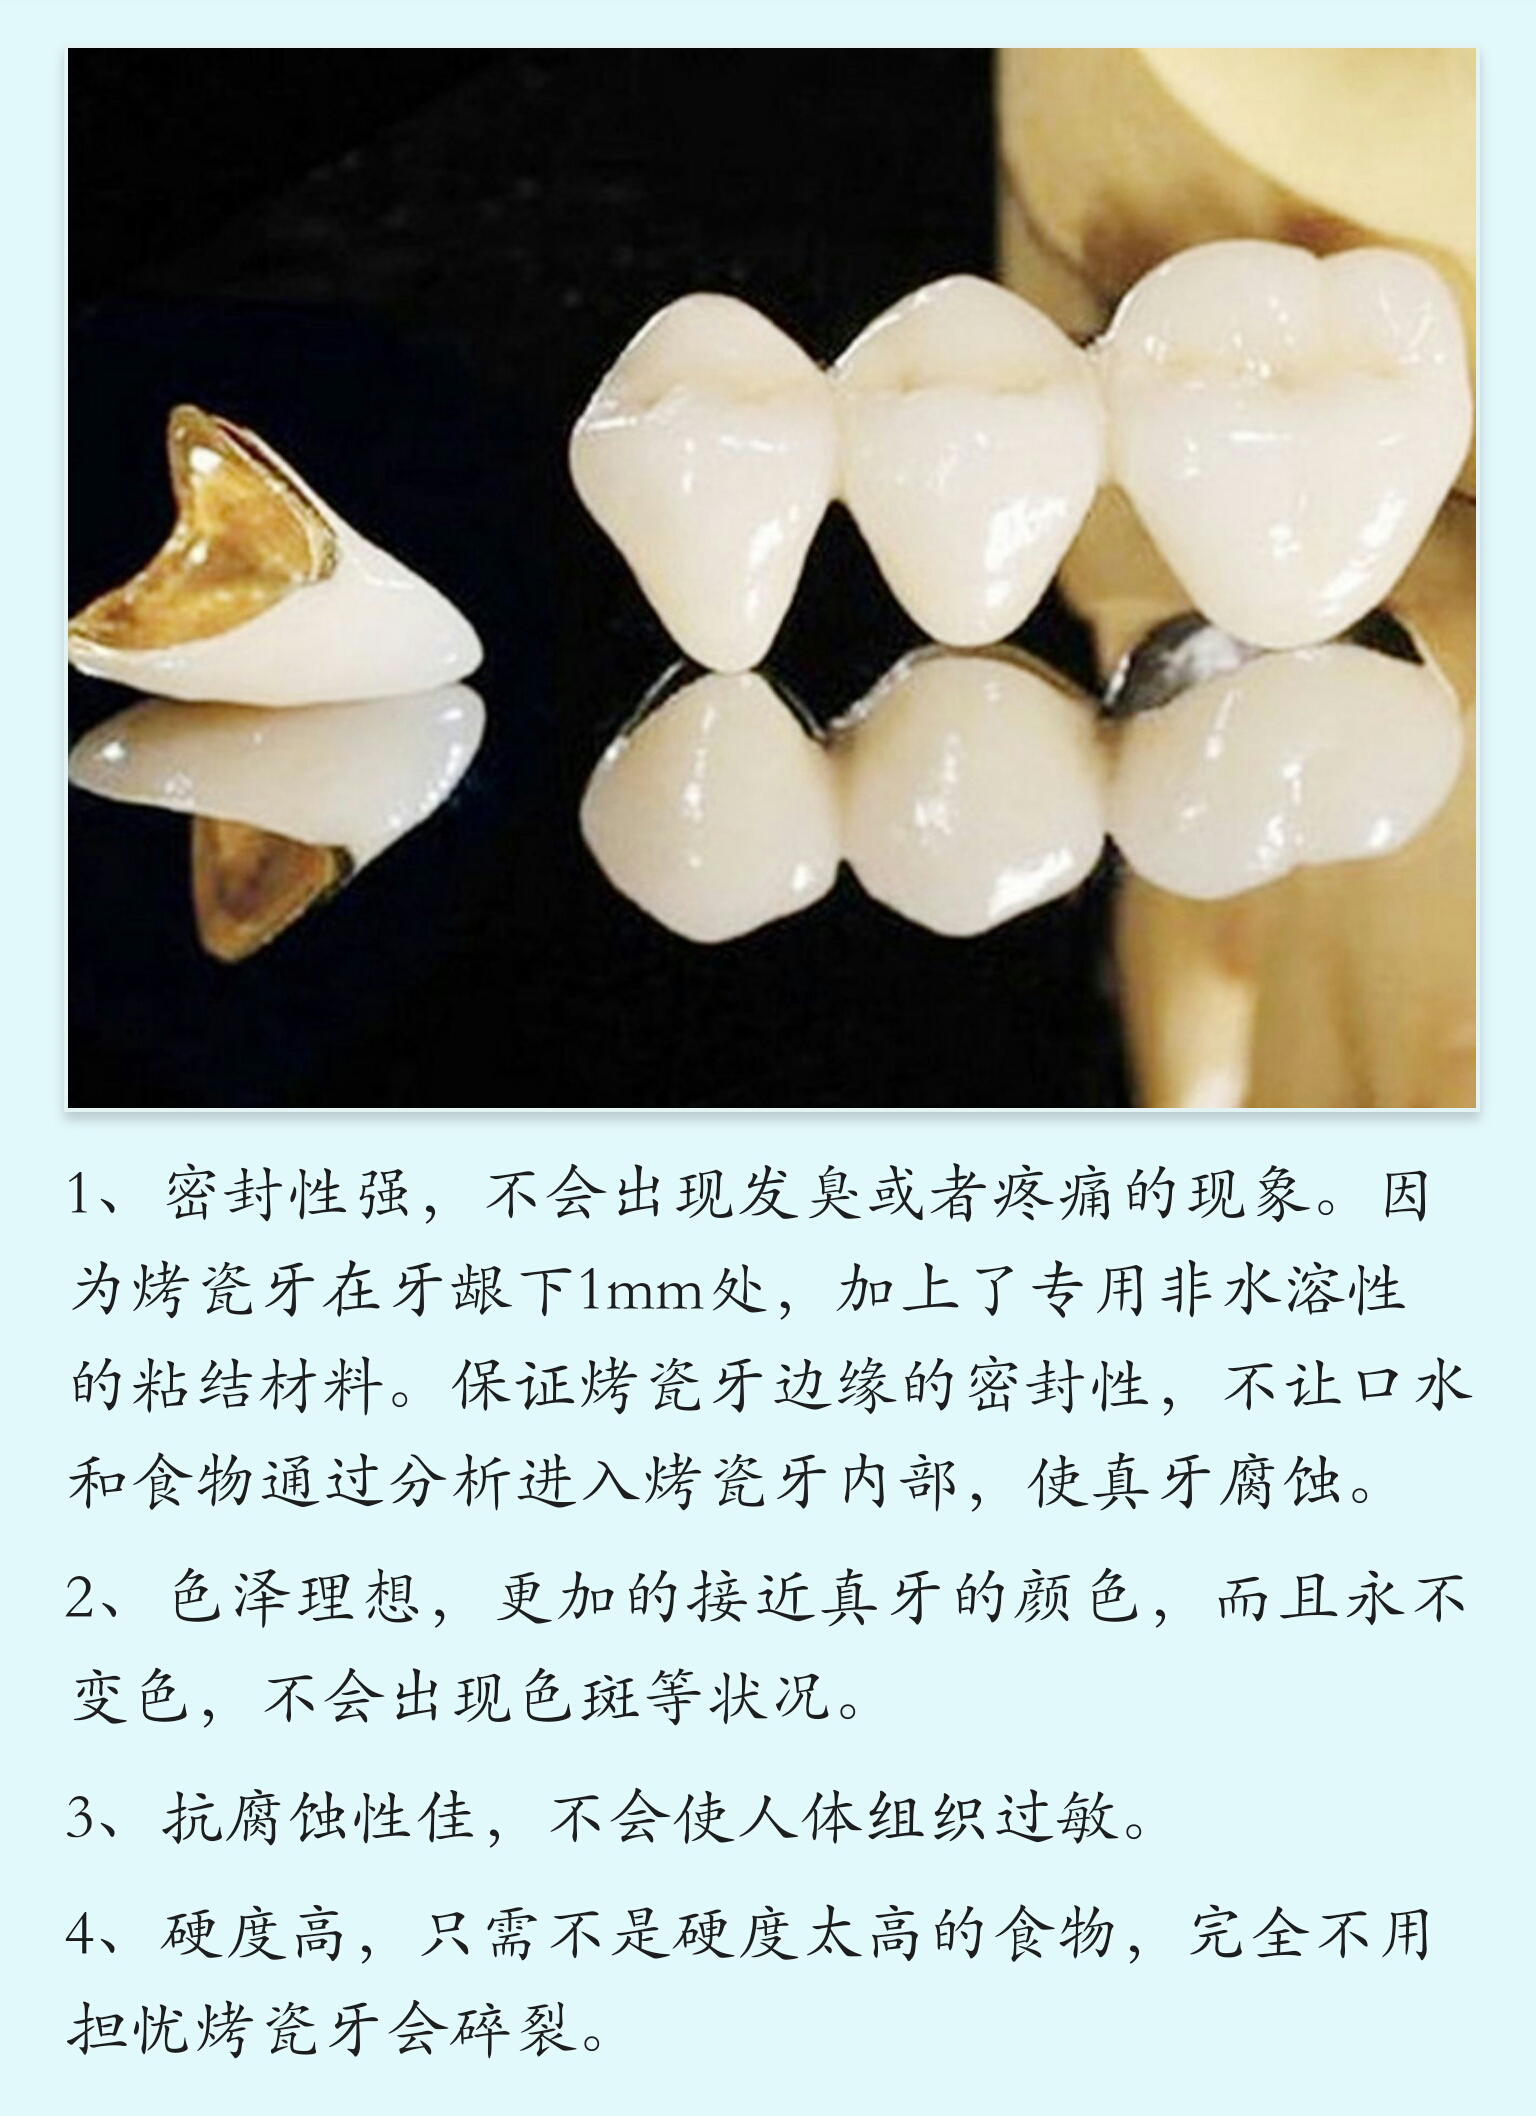 1、密封性强，不会出现发臭或者疼痛的现象。因
为烤瓷牙在牙龈下1mm处，加上了专用非水溶性
的粘结材料。保证烤瓷牙边缘的密封性，不让口水
和食物通过分析进入烤瓷牙内部，使真牙腐蚀。
2、色泽理想，更加的接近真牙的颜色，而且永不
变色，不会出现色斑等状况。
3、抗腐蚀性佳，不会使人体组织过敏。
4、硬度高，只需不是硬度太高的食物，完全不用
担忧烤瓷牙会碎裂。